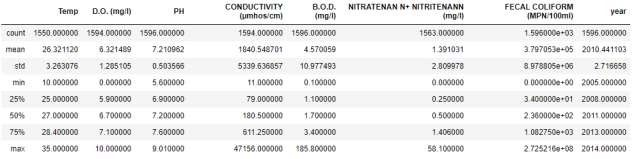 Temp D.O. (mg/l) PH CONDUCTIVITY (µmhos/cm) B.O.D. (mg/l) NITRATENAN N+ NITRITENANN (mg/l) FECAL COLIFORM (MPN/100ml) year
count 1550.000000 1594.000000 1596.000000 1594.000000 1596.000000 1563.000000 1.596000e+03 1596.000000
mean 26.321120 6.321489 7.210962 1840.548701 4.570059 1.391031 3.797053e+05 2010.441103
std 3.263076 1.285105 0.503566 5339.636857 10.977493 2.809978 8.978805e+06 2.716658
min 10.000000 0.000000 5.600000 11.000000 0.100000 0.000000 0.000000e+00 2005.000000
25% 25.000000 5.900000 6.900000 79.000000 1.100000 0.250000 3.400000e+01 2008.000000
50% 27.000000 6.700000 7.200000 180.500000 1.700000 0.500000 2.360000e+02 2011.000000
75% 28.400000 7.100000 7.600000 611.250000 3.400000 1.406000 1.082750e+03 2013.000000
max 35.000000 10.000000 9.010000 47156.000000 185.800000 58.100000 2.725216e+08 2014.000000